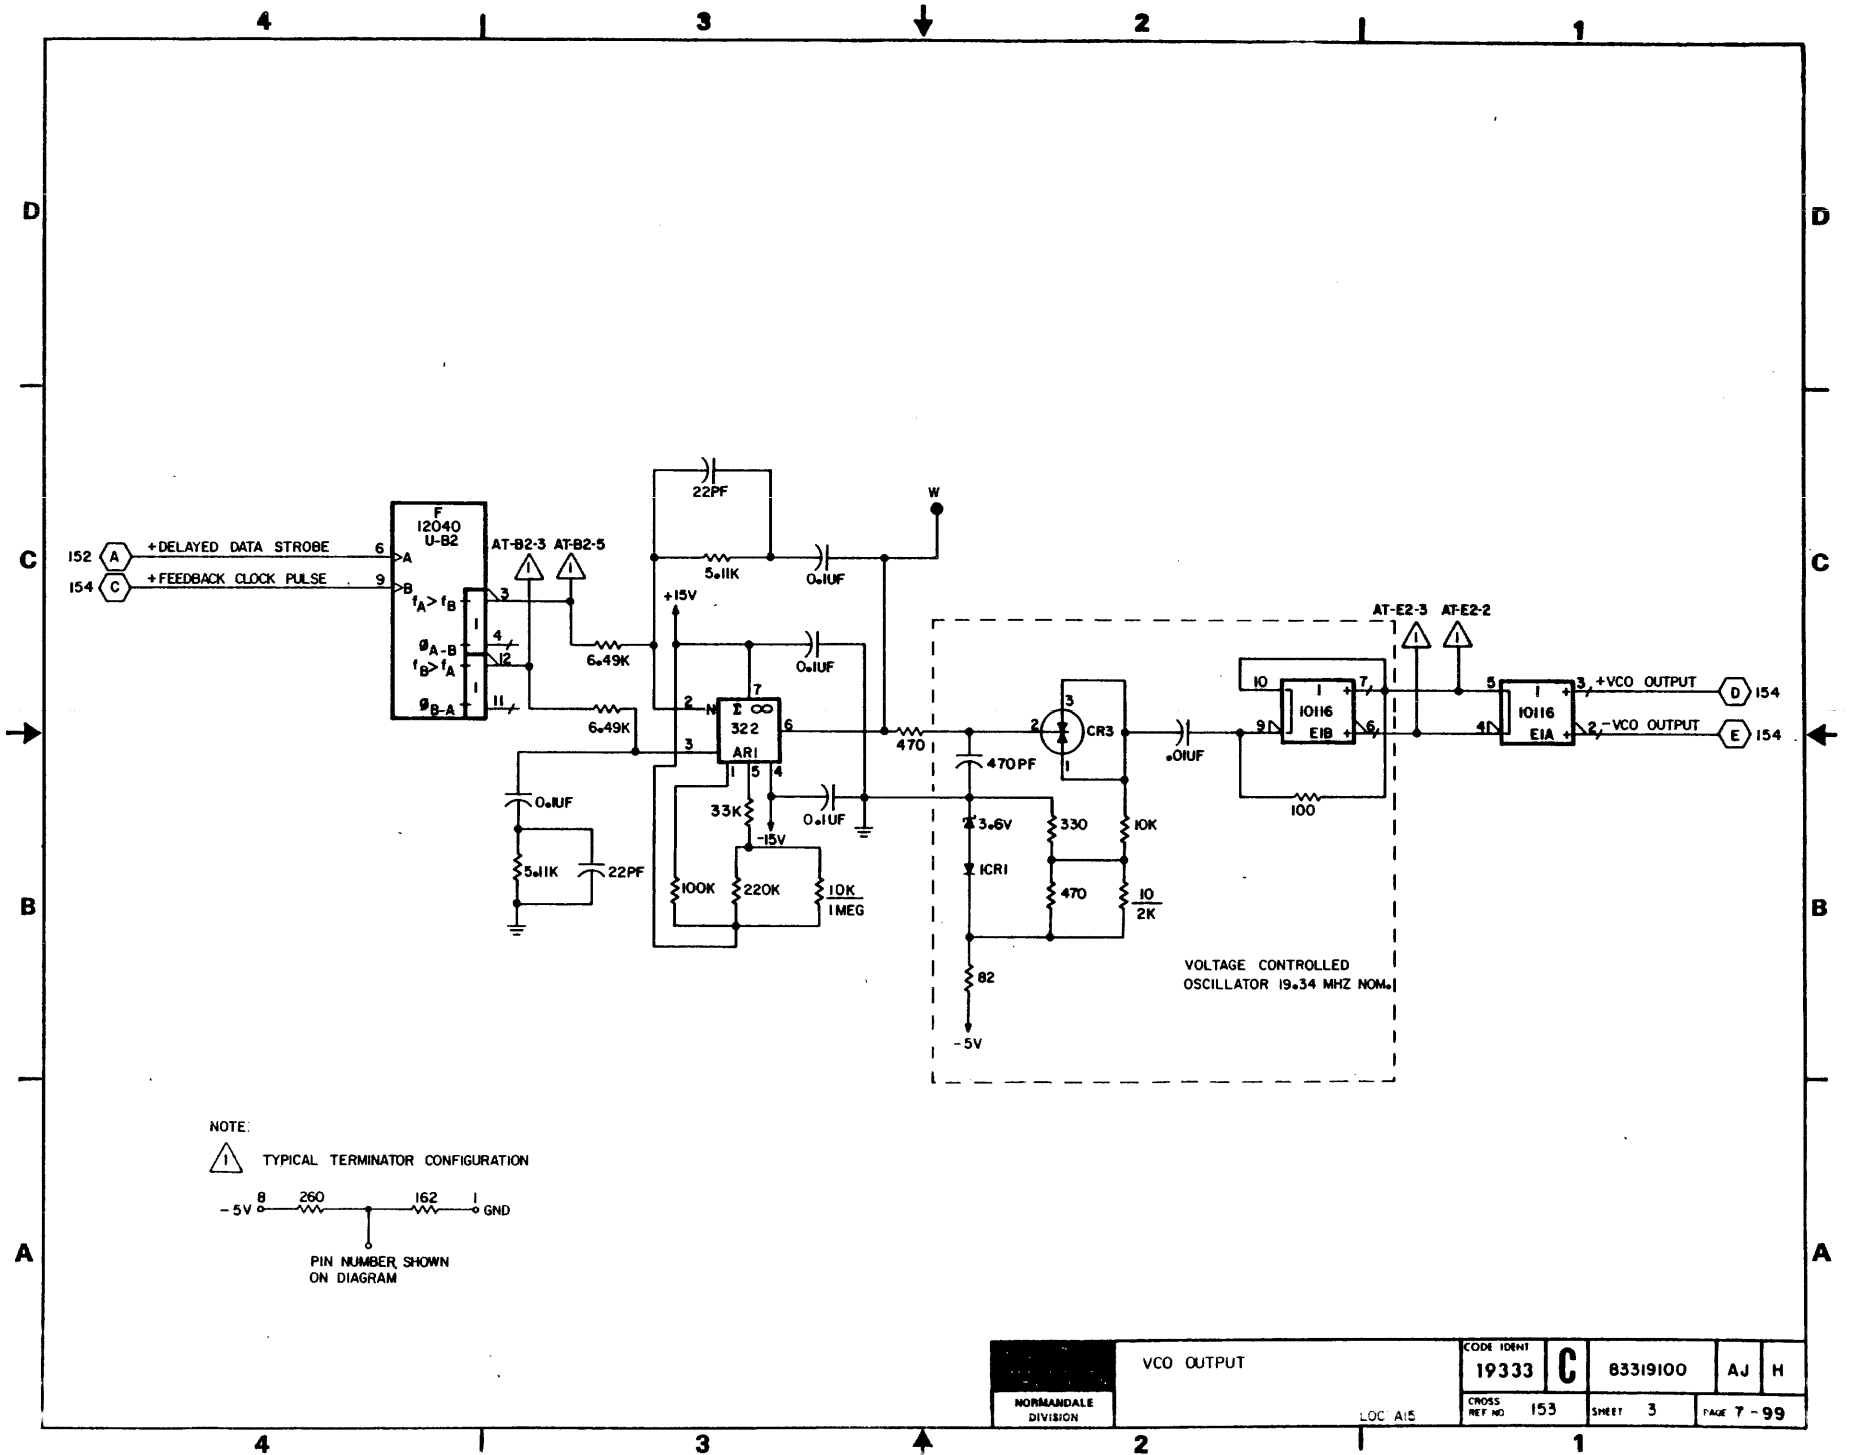 4 3 2 1
D D
22PF
W
F
12040
U-B2
AT-B2-3 AT-B2-5
C C
152 A +DELAYED DATA STROBE 6 A
154 C +FEEDBACK CLOCK PULSE 9 B
5.11K 0.1UF
+15V
fA>fB 3
1
ØA-B 4
fB>fA 12
1
ØB-A 11
6.49K
0.1UF
6.49K
7
2 N Σ ∞
322
AR1
6
3
1 5 4
470
AT-E2-3 AT-E2-2
3
2 CR3
1
470PF
.01UF
10 1 7
10116
9 E1B 6
+
+
100
5 1 + 3 +VCO OUTPUT D 154
10116
4 E1A + 2 -VCO OUTPUT E 154
0.1UF
33K
0.1UF
-15V
3.6V 330 10K
5.11K 22PF
100K 220K 10K
1MEG
1CR1
470 10
2K
B B
82
-5V
VOLTAGE CONTROLLED
OSCILLATOR 19.34 MHZ NOM.
NOTE:
1 TYPICAL TERMINATOR CONFIGURATION
-5V 8 260 162 1 GND
PIN NUMBER SHOWN
ON DIAGRAM
A A
NORMANDALE
DIVISION
VCO OUTPUT
LOC A15
CODE IDENT
19333 C 83319100 AJ H
CROSS
REF NO 153 SHEET 3 PAGE 7-99
4 3 2 1